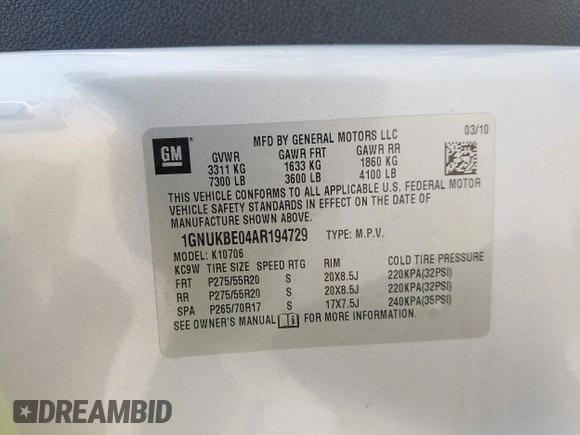 GM
MFD BY GENERAL MOTORS LLC 03/10
GVWR GAWR FRT GAWR RR
3311 KG 1633 KG 1860 KG
7300 LB 3600 LB 4100 LB
THIS VEHICLE CONFORMS TO ALL APPLICABLE U.S. FEDERAL MOTOR
VEHICLE SAFETY STANDARDS IN EFFECT ON THE DATE OF
MANUFACTURE SHOWN ABOVE.
1GNUKBE04AR194729 TYPE: M.P.V.
MODEL: K10706
KC9W TIRE SIZE SPEED RTG RIM COLD TIRE PRESSURE
FRT P275/55R20 S 20X8.5J 220KPA(32PSI)
RR P275/55R20 S 20X8.5J 220KPA(32PSI)
SPA P265/70R17 S 17X7.5J 240KPA(35PSI)
SEE OWNER'S MANUAL FOR MORE INFORMATION.
DREAMBID